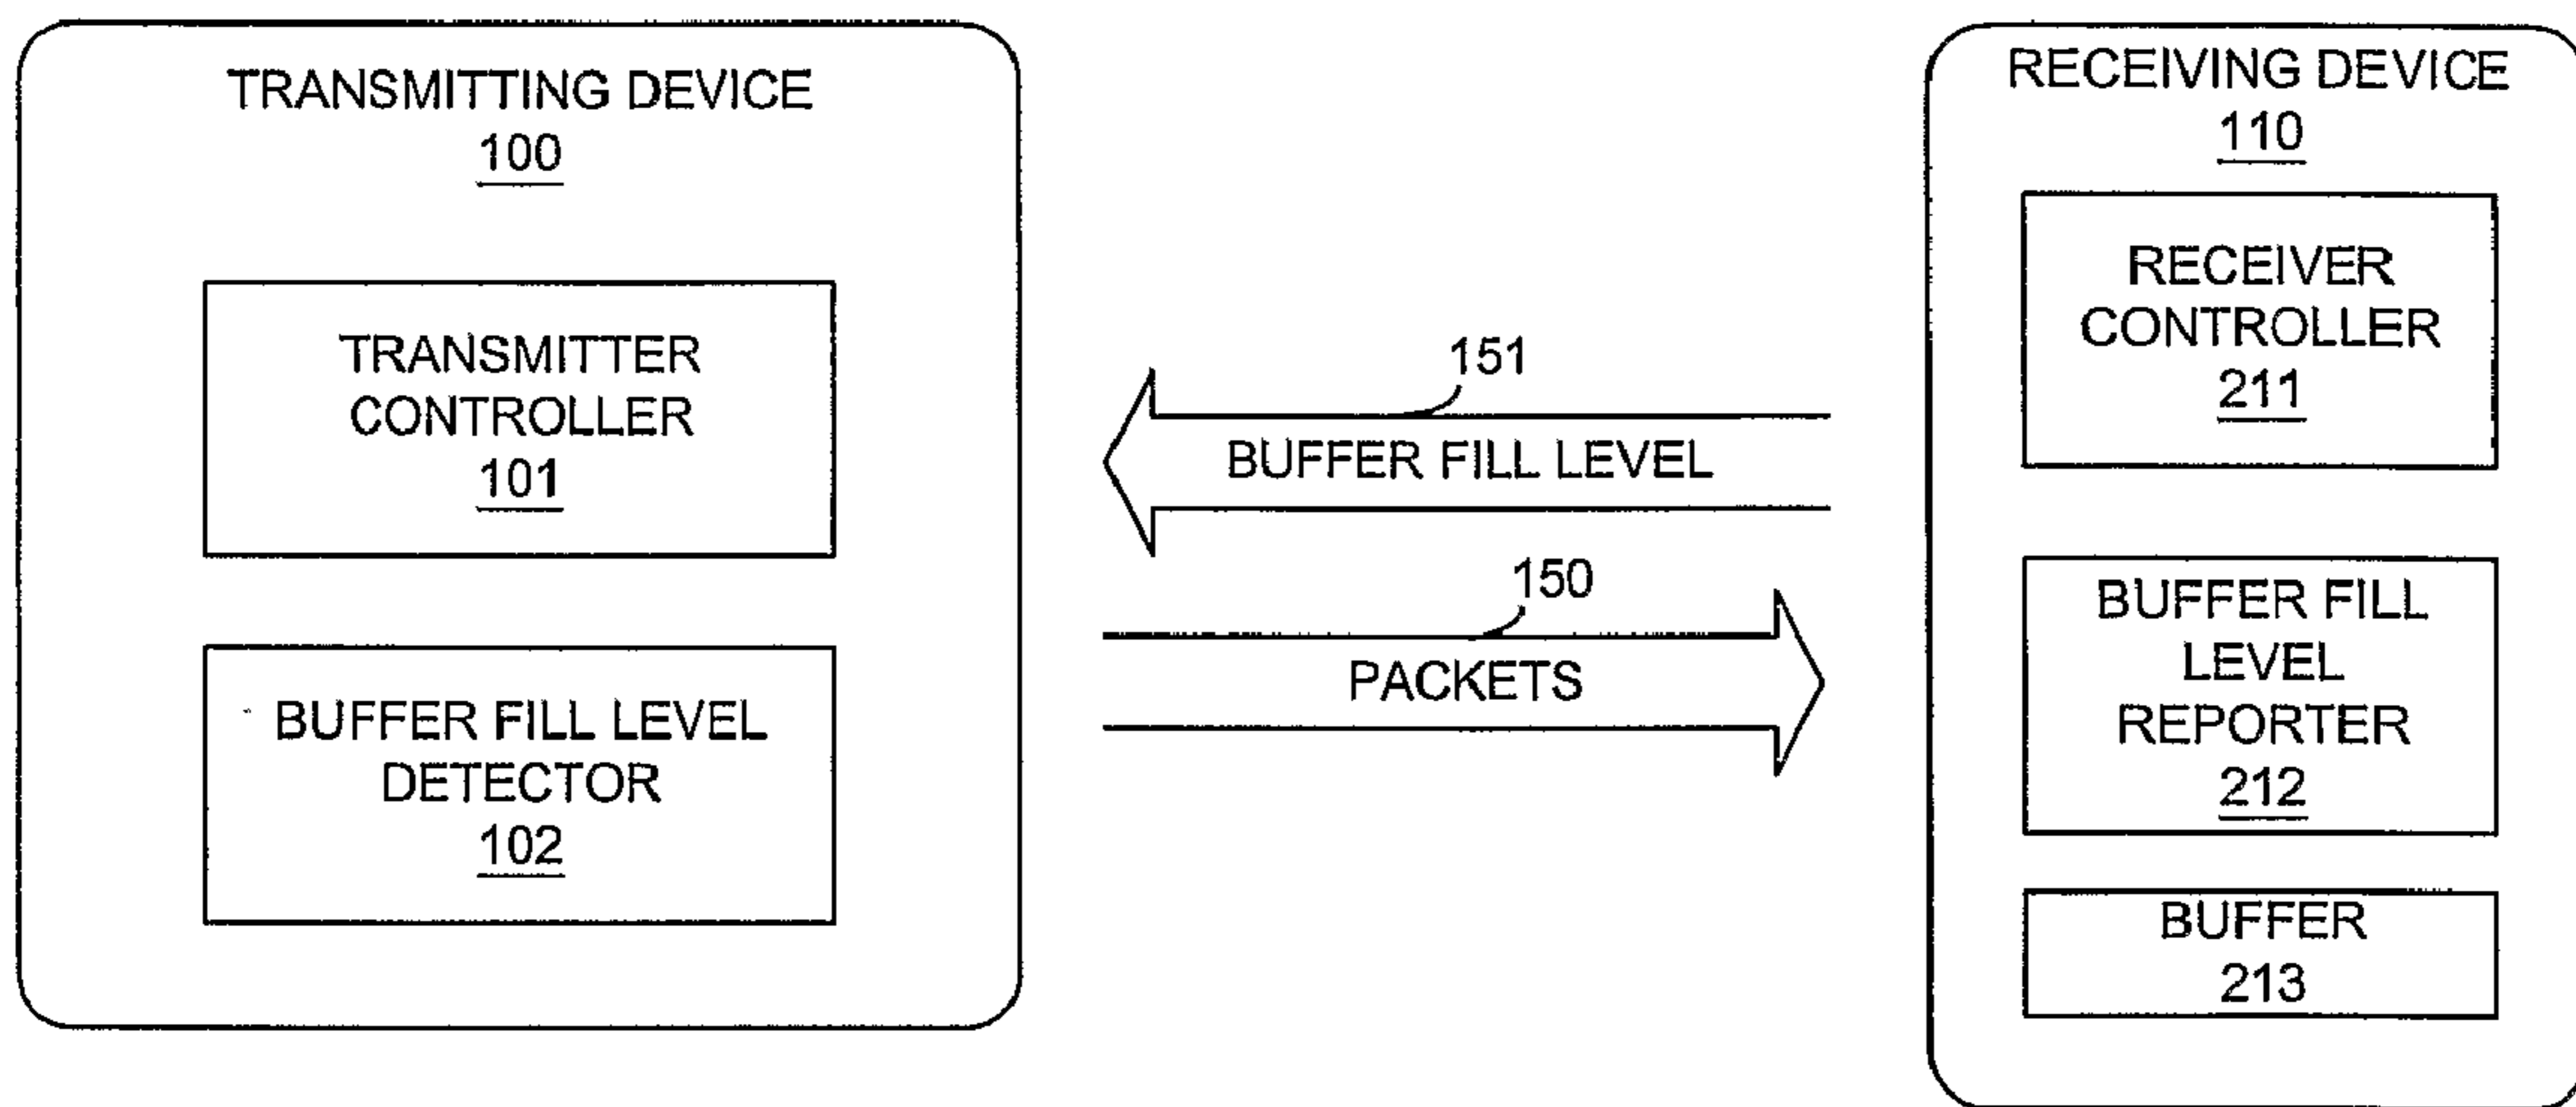 TRANSMITTING DEVICE
100
TRANSMITTER
CONTROLLER
101
BUFFER FILL LEVEL
DETECTOR
102
151
BUFFER FILL LEVEL
150
PACKETS
RECEIVING DEVICE
110
RECEIVER
CONTROLLER
211
BUFFER FILL
LEVEL
REPORTER
212
BUFFER
213